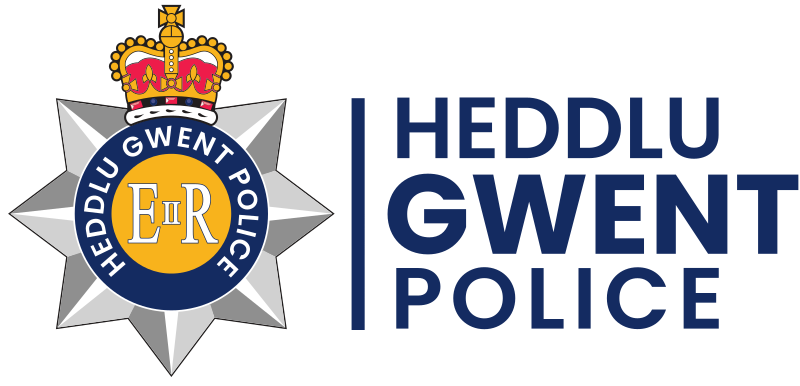 HEDDLU GWENT POLICE
EIIR
HEDDLU
GWENT
POLICE